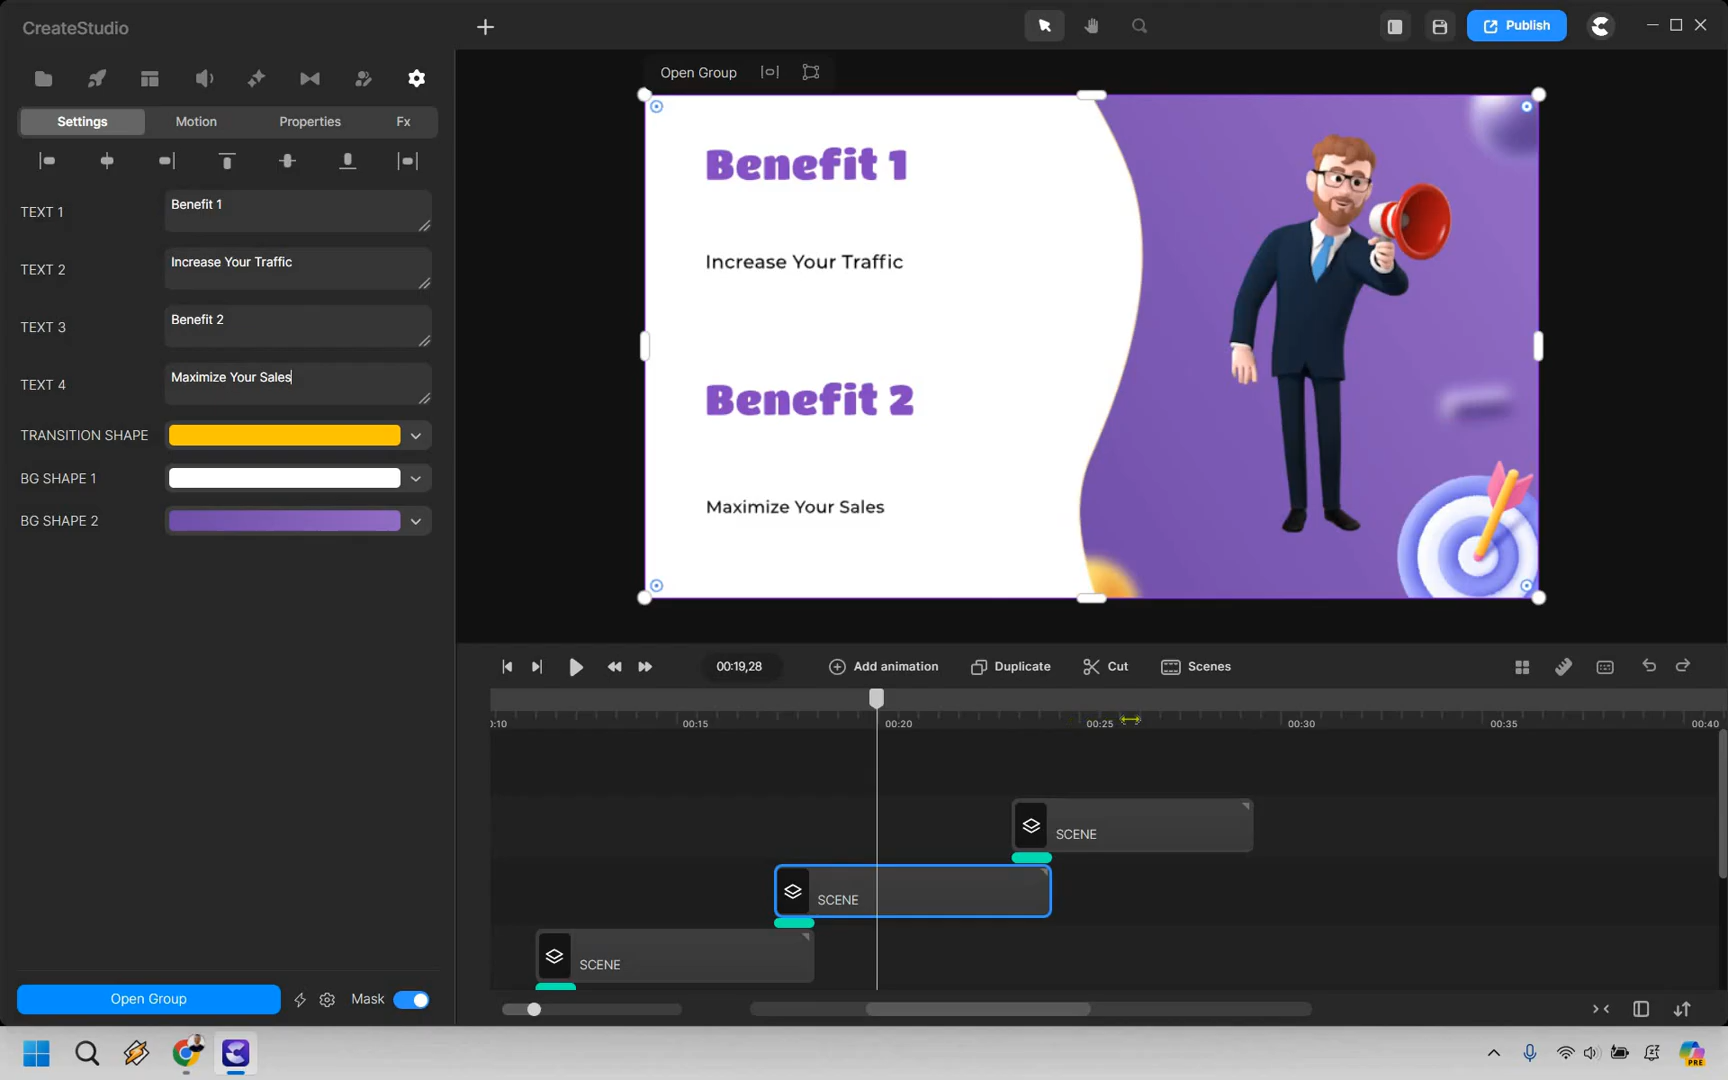 CreateStudio
Publish
Open Group
Settings
Motion
Properties
Fx
TEXT 1
Benefit 1
TEXT 2
Increase Your Traffic
TEXT 3
Benefit 2
TEXT 4
Maximize Your Sales
TRANSITION SHAPE
BG SHAPE 1
BG SHAPE 2
Benefit 1
Increase Your Traffic
Benefit 2
Maximize Your Sales
00:19,28
Add animation
Duplicate
Cut
Scenes
0:10
00:15
00:20
00:25
00:30
00:35
00:40
SCENE
SCENE
SCENE
Open Group
Mask
PRE